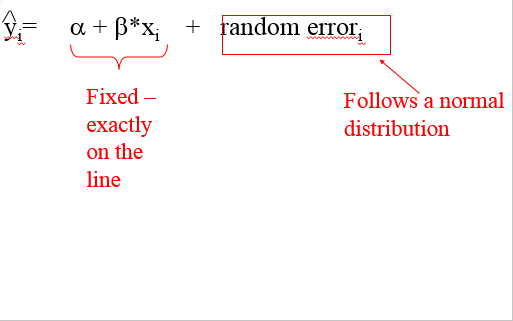 ŷᵢ= α + β*xᵢ + random errorᵢ
Fixed –
exactly
on the
line
Follows a normal
distribution